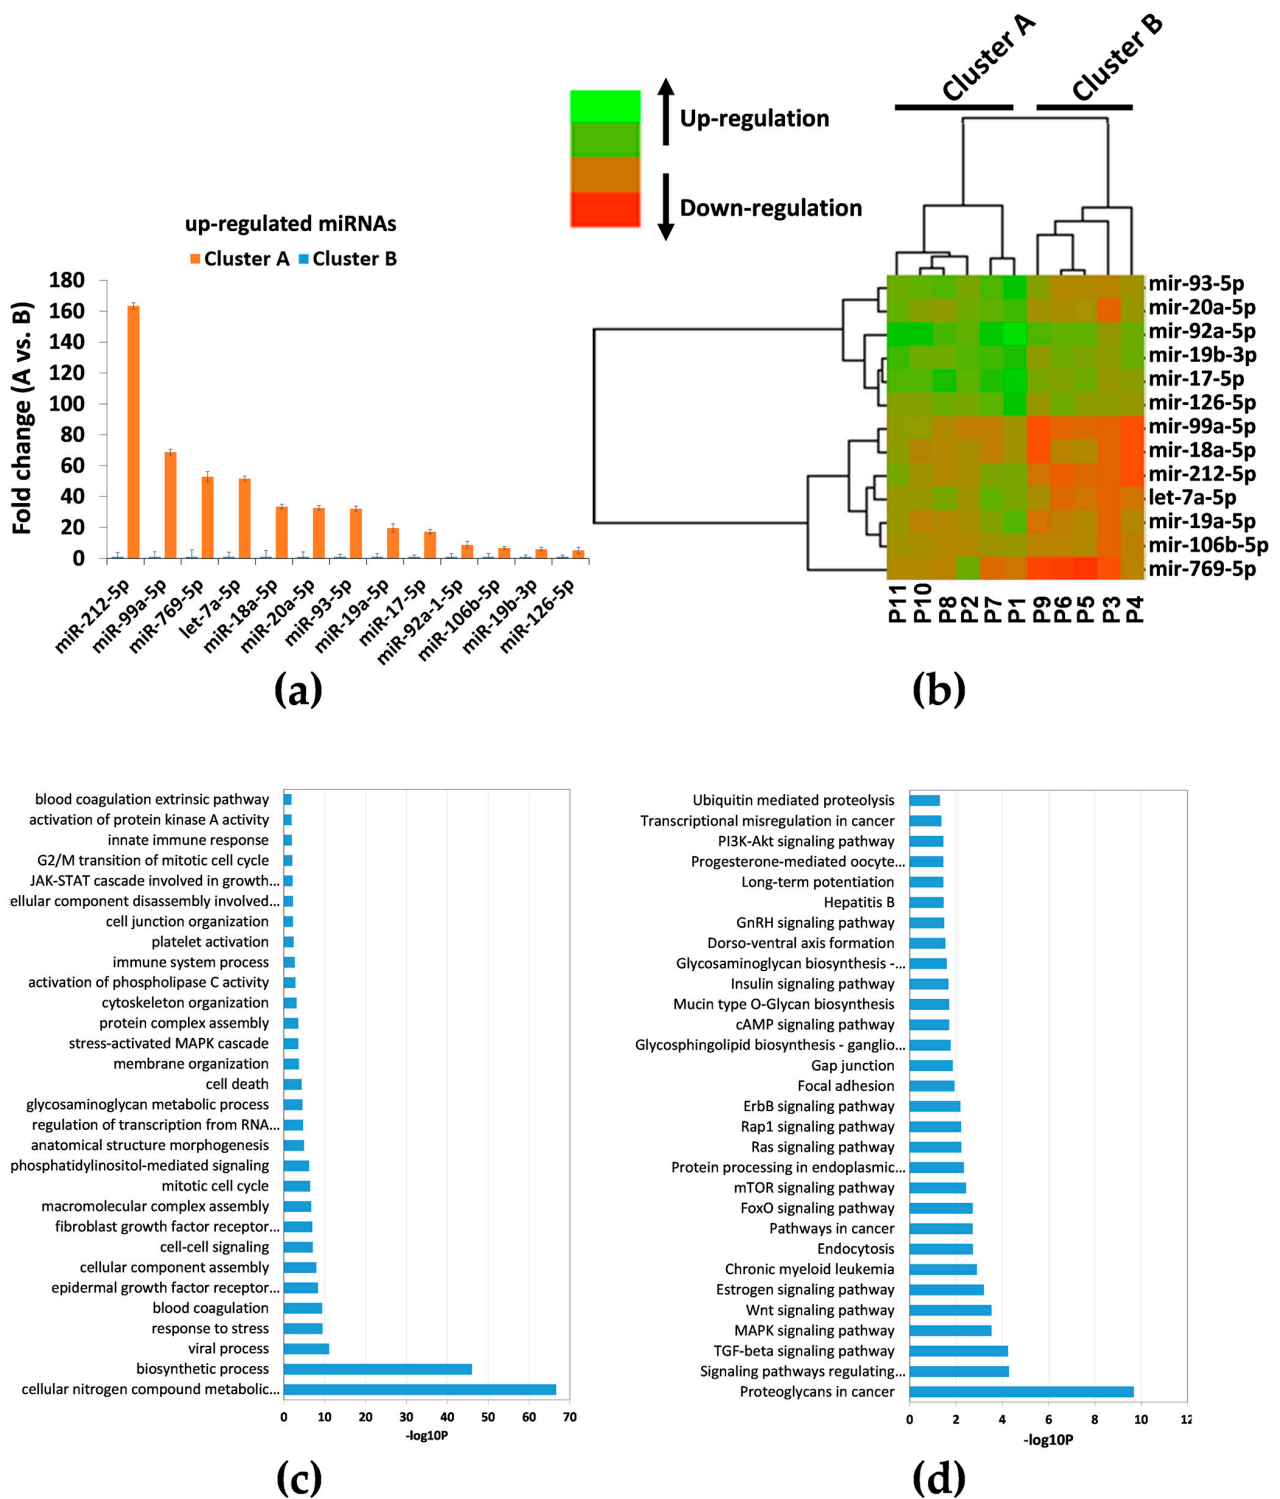 Cluster A
Cluster B
Up-regulation
Down-regulation
up-regulated miRNAs
Cluster A Cluster B
Fold change (A vs. B)
180
160
140
120
100
80
60
40
20
0
miR-212-5p
miR-99a-5p
miR-769-5p
let-7a-5p
miR-18a-5p
miR-20a-5p
miR-93-5p
miR-19a-5p
miR-17-5p
miR-92a-1-5p
miR-106b-5p
miR-19b-3p
miR-126-5p
(a)
mir-93-5p
mir-20a-5p
mir-92a-5p
mir-19b-3p
mir-17-5p
mir-126-5p
mir-99a-5p
mir-18a-5p
mir-212-5p
let-7a-5p
mir-19a-5p
mir-106b-5p
mir-769-5p
P11
P10
P8
P2
P7
P1
P9
P6
P5
P3
P4
(b)
blood coagulation extrinsic pathway
activation of protein kinase A activity
innate immune response
G2/M transition of mitotic cell cycle
JAK-STAT cascade involved in growth...
ellular component disassembly involved...
cell junction organization
platelet activation
immune system process
activation of phospholipase C activity
cytoskeleton organization
protein complex assembly
stress-activated MAPK cascade
membrane organization
cell death
glycosaminoglycan metabolic process
regulation of transcription from RNA...
anatomical structure morphogenesis
phosphatidylinositol-mediated signaling
mitotic cell cycle
macromolecular complex assembly
fibroblast growth factor receptor...
cell-cell signaling
cellular component assembly
epidermal growth factor receptor...
blood coagulation
response to stress
viral process
biosynthetic process
cellular nitrogen compound metabolic...
0 10 20 30 40 50 60 70
-log10P
(c)
Ubiquitin mediated proteolysis
Transcriptional misregulation in cancer
PI3K-Akt signaling pathway
Progesterone-mediated oocyte...
Long-term potentiation
Hepatitis B
GnRH signaling pathway
Dorso-ventral axis formation
Glycosaminoglycan biosynthesis -...
Insulin signaling pathway
Mucin type O-Glycan biosynthesis
cAMP signaling pathway
Glycosphingolipid biosynthesis - ganglio...
Gap junction
Focal adhesion
ErbB signaling pathway
Rap1 signaling pathway
Ras signaling pathway
Protein processing in endoplasmic...
mTOR signaling pathway
FoxO signaling pathway
Pathways in cancer
Endocytosis
Chronic myeloid leukemia
Estrogen signaling pathway
Wnt signaling pathway
MAPK signaling pathway
TGF-beta signaling pathway
Signaling pathways regulating...
Proteoglycans in cancer
0 2 4 6 8 10 12
-log10P
(d)